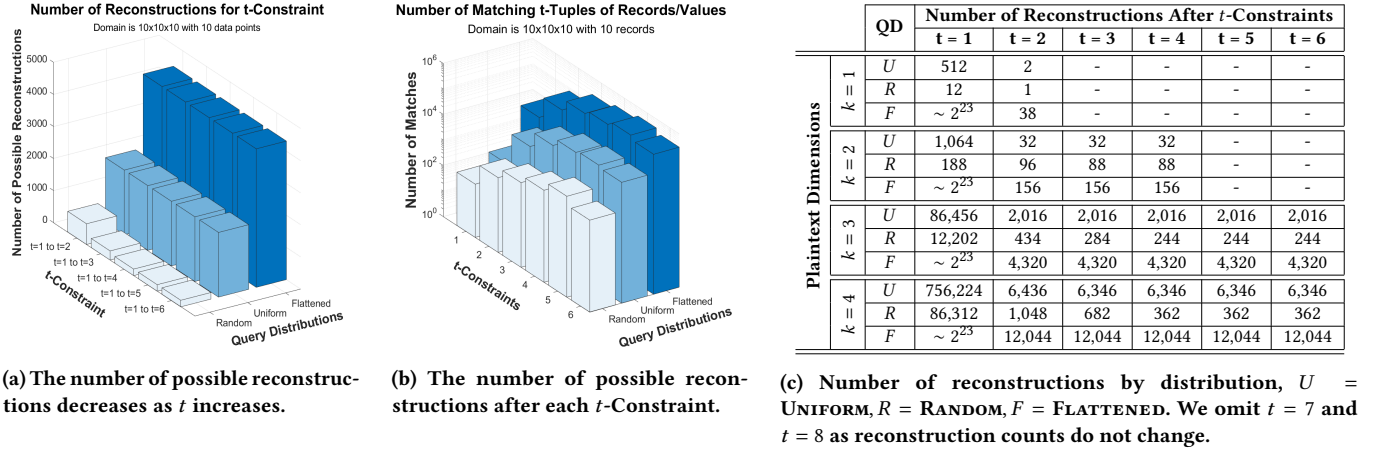 Number of Reconstructions for t-Constraint
Domain is 10x10x10 with 10 data points
Number of Possible Reconstructions
5000
4000
3000
2000
1000
0
t=1 to t=2
t=1 to t=3
t=1 to t=4
t=1 to t=5
t=1 to t=6
t-Constraint
Random
Uniform
Flattened
Query Distributions
(a) The number of possible reconstruc-
tions decreases as t increases.
Number of Matching t-Tuples of Records/Values
Domain is 10x10x10 with 10 records
Number of Matches
10^6
10^4
10^2
10^0
1
2
3
4
5
6
t-Constraints
Random
Uniform
Flattened
Query Distributions
(b) The number of possible recon-
structions after each t-Constraint.
QD Number of Reconstructions After t-Constraints
t = 1 t = 2 t = 3 t = 4 t = 5 t = 6
Plaintext Dimensions
k = 1
U 512 2 - - - -
R 12 1 - - - -
F ∼ 2^23 38 - - - -
k = 2
U 1,064 32 32 32 - -
R 188 96 88 88 - -
F ∼ 2^23 156 156 156 - -
k = 3
U 86,456 2,016 2,016 2,016 2,016 2,016
R 12,202 434 284 244 244 244
F ∼ 2^23 4,320 4,320 4,320 4,320 4,320
k = 4
U 756,224 6,436 6,346 6,346 6,346 6,346
R 86,312 1,048 682 362 362 362
F ∼ 2^23 12,044 12,044 12,044 12,044 12,044
(c) Number of reconstructions by distribution, U =
Uniform, R = Random, F = Flattened. We omit t = 7 and
t = 8 as reconstruction counts do not change.